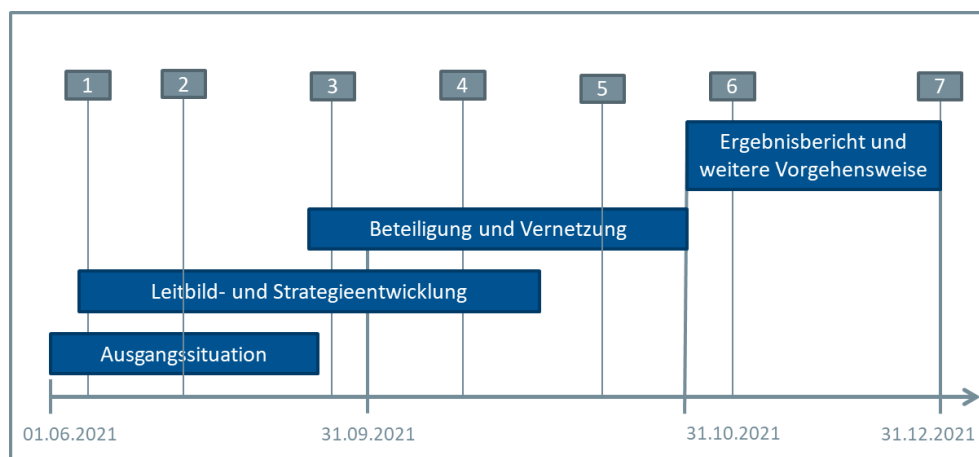 1 2 3 4 5 6 7
Ergebnisbericht und
weitere Vorgehensweise
Beteiligung und Vernetzung
Leitbild- und Strategieentwicklung
Ausgangssituation
01.06.2021 31.09.2021 31.10.2021 31.12.2021